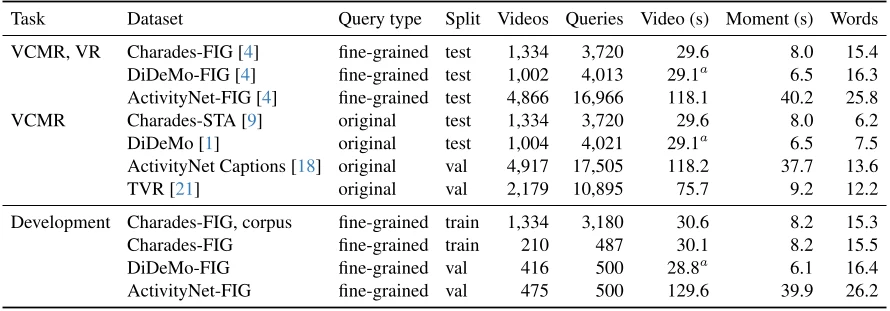 Task Dataset Query type Split Videos Queries Video (s) Moment (s) Words
VCMR, VR Charades-FIG [4] fine-grained test 1,334 3,720 29.6 8.0 15.4
DiDeMo-FIG [4] fine-grained test 1,002 4,013 29.1ᵃ 6.5 16.3
ActivityNet-FIG [4] fine-grained test 4,866 16,966 118.1 40.2 25.8
VCMR Charades-STA [9] original test 1,334 3,720 29.6 8.0 6.2
DiDeMo [1] original test 1,004 4,021 29.1ᵃ 6.5 7.5
ActivityNet Captions [18] original val 4,917 17,505 118.2 37.7 13.6
TVR [21] original val 2,179 10,895 75.7 9.2 12.2
Development Charades-FIG, corpus fine-grained train 1,334 3,180 30.6 8.2 15.3
Charades-FIG fine-grained train 210 487 30.1 8.2 15.5
DiDeMo-FIG fine-grained val 416 500 28.8ᵃ 6.1 16.4
ActivityNet-FIG fine-grained val 475 500 129.6 39.9 26.2